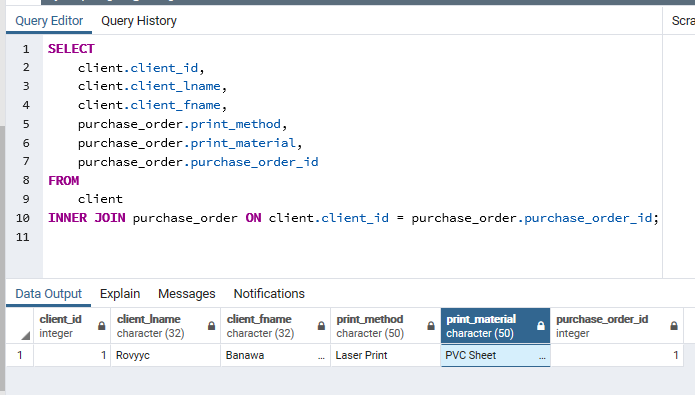 Query Editor Query History Scra
1 SELECT
2 client.client_id,
3 client.client_lname,
4 client.client_fname,
5 purchase_order.print_method,
6 purchase_order.print_material,
7 purchase_order.purchase_order_id
8 FROM
9 client
10 INNER JOIN purchase_order ON client.client_id = purchase_order.purchase_order_id;
11
Data Output Explain Messages Notifications
client_id client_lname client_fname print_method print_material purchase_order_id
integer character (32) character (32) character (50) character (50) integer
1 1 Rovyyc Banawa ... Laser Print PVC Sheet ... 1